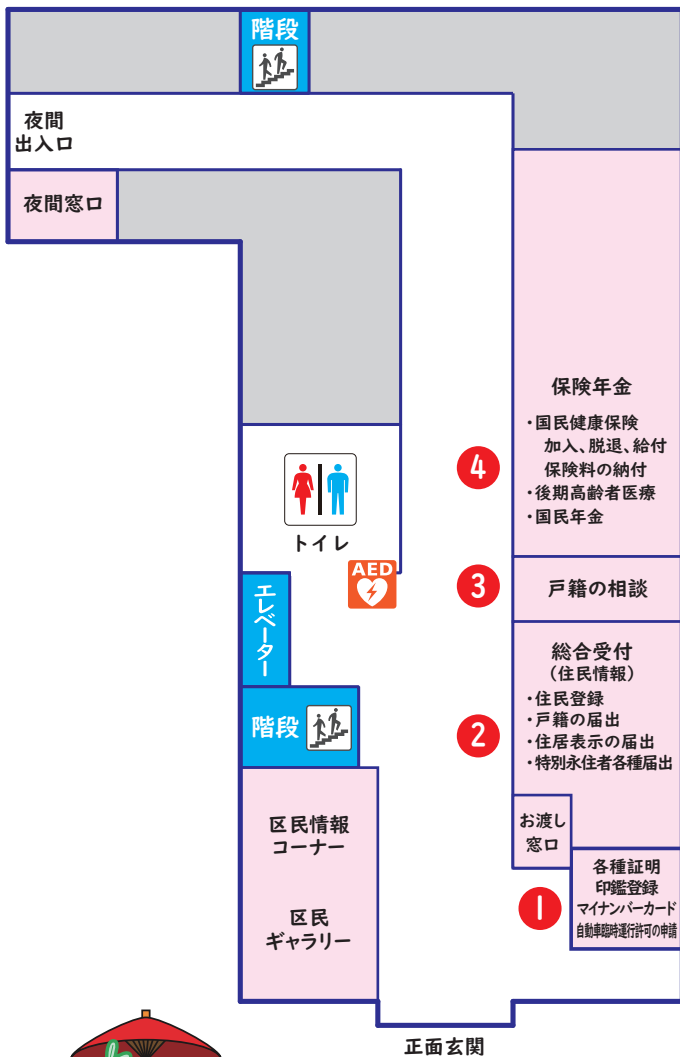 階段
夜間
出入口
夜間窓口
保険年金
・国民健康保険
加入、脱退、給付
保険料の納付
・後期高齢者医療
・国民年金
4
トイレ
AED
3
戸籍の相談
エレベーター
総合受付
（住民情報）
・住民登録
・戸籍の届出
・住居表示の届出
・特別永住者各種届出
2
階段
お渡し
窓口
区民情報
コーナー
各種証明
印鑑登録
マイナンバーカード
自動車臨時運行許可の申請
1
区民
ギャラリー
正面玄関